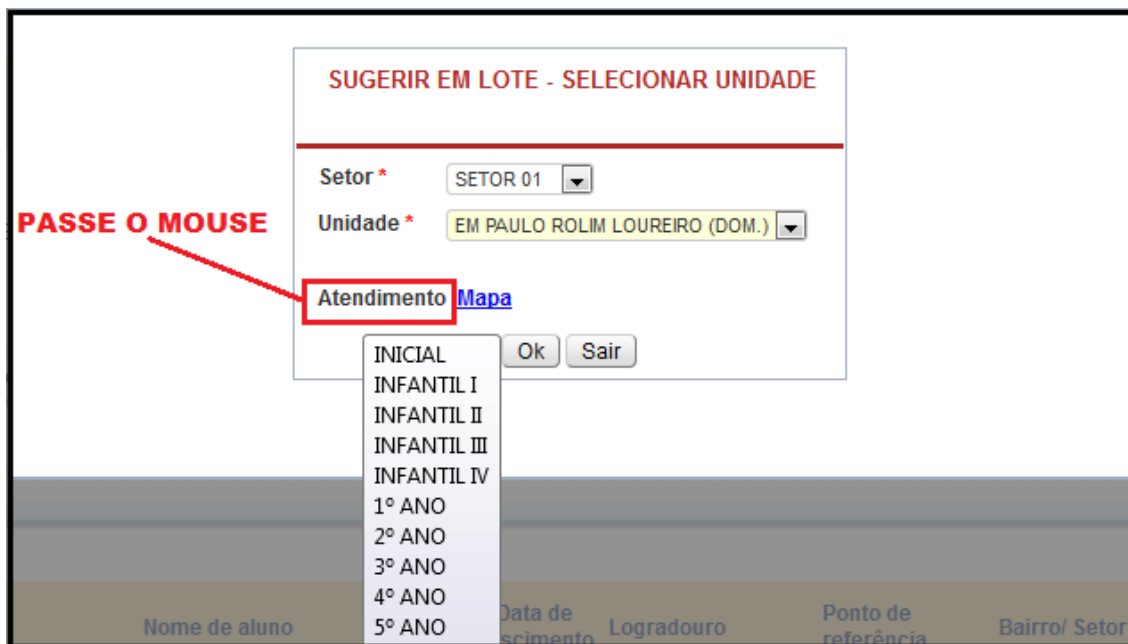 SUGERIR EM LOTE - SELECIONAR UNIDADE
Setor * SETOR 01
PASSE O MOUSE
Unidade * EM PAULO ROLIM LOUREIRO (DOM.)
Atendimento Mapa
Ok Sair
INICIAL
INFANTIL I
INFANTIL II
INFANTIL III
INFANTIL IV
1º ANO
2º ANO
3º ANO
4º ANO
5º ANO
Nome de aluno
Data de
Logradouro
Ponto de
referência
Bairro/ Setor